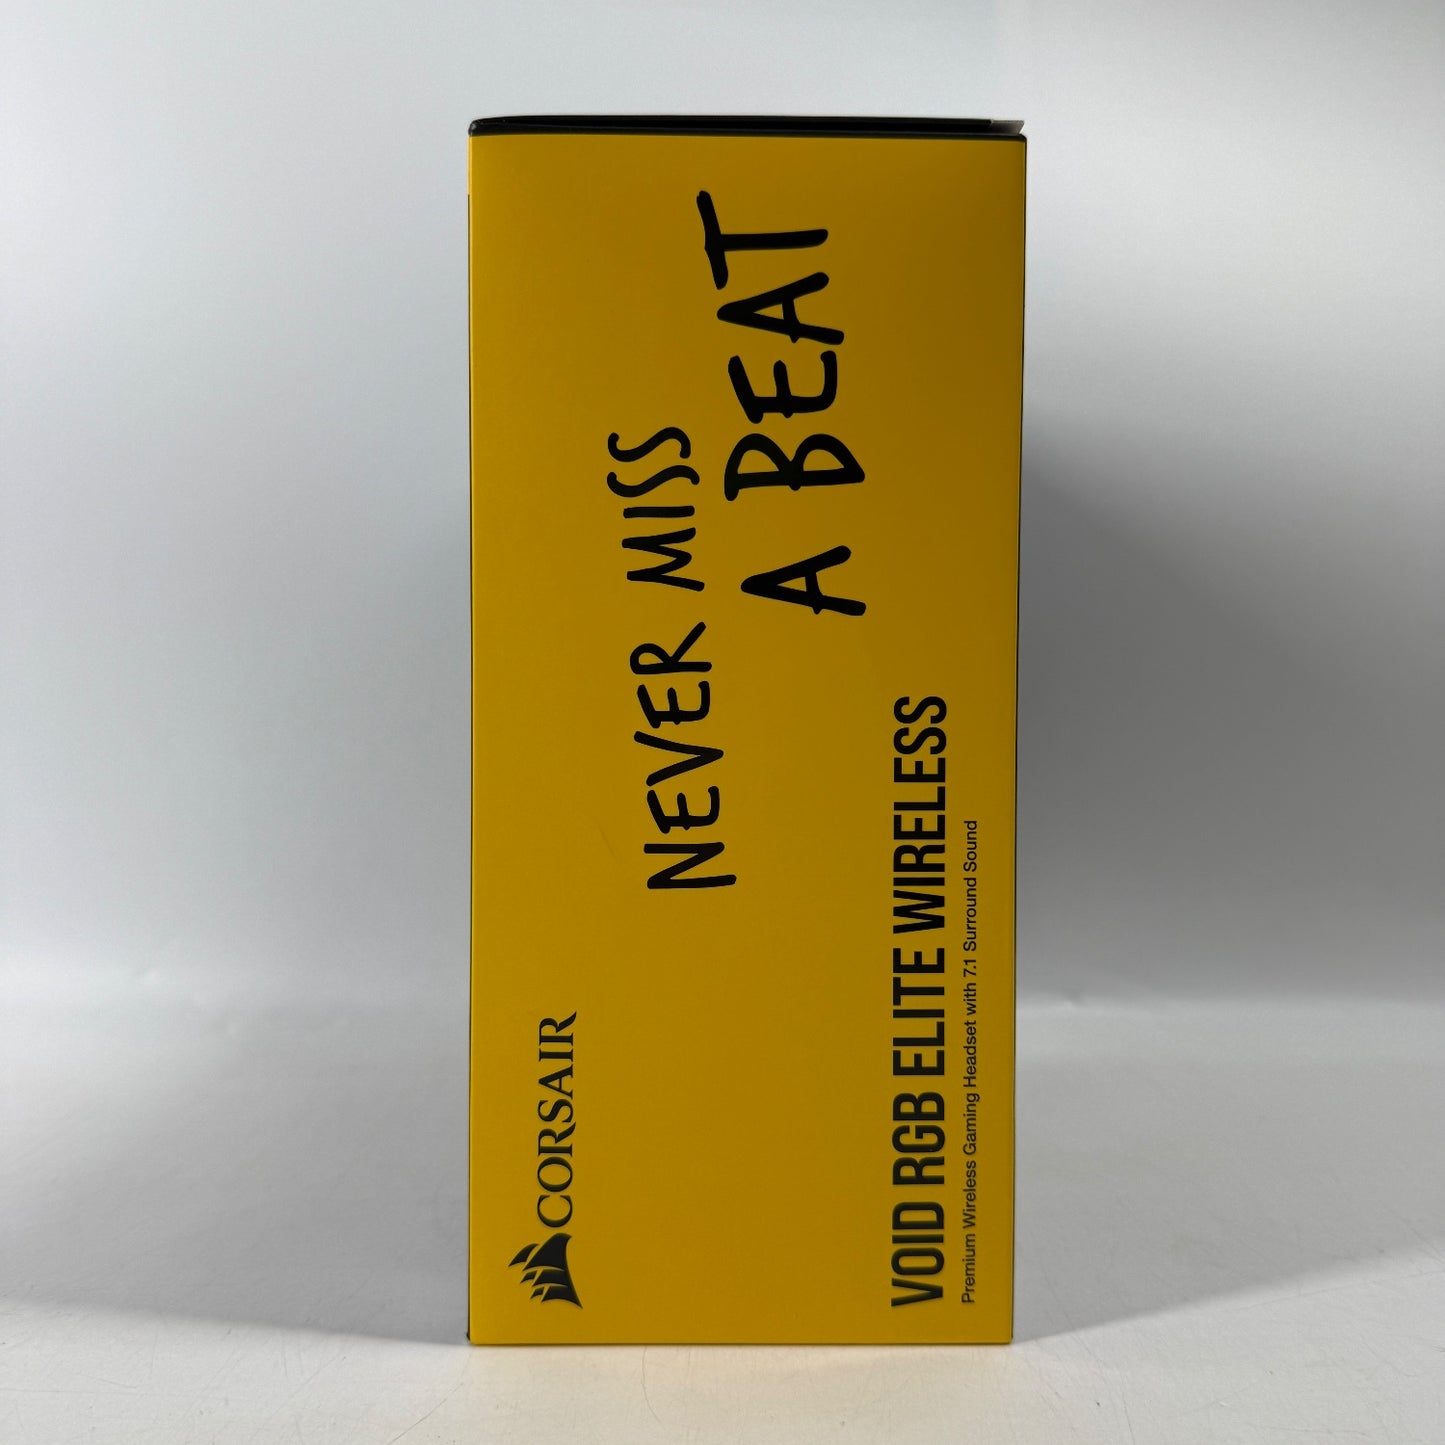 CORSAIR
NEVER MISS
A BEAT
VOID RGB ELITE WIRELESS
Premium Wireless Gaming Headset with 7.1 Surround Sound